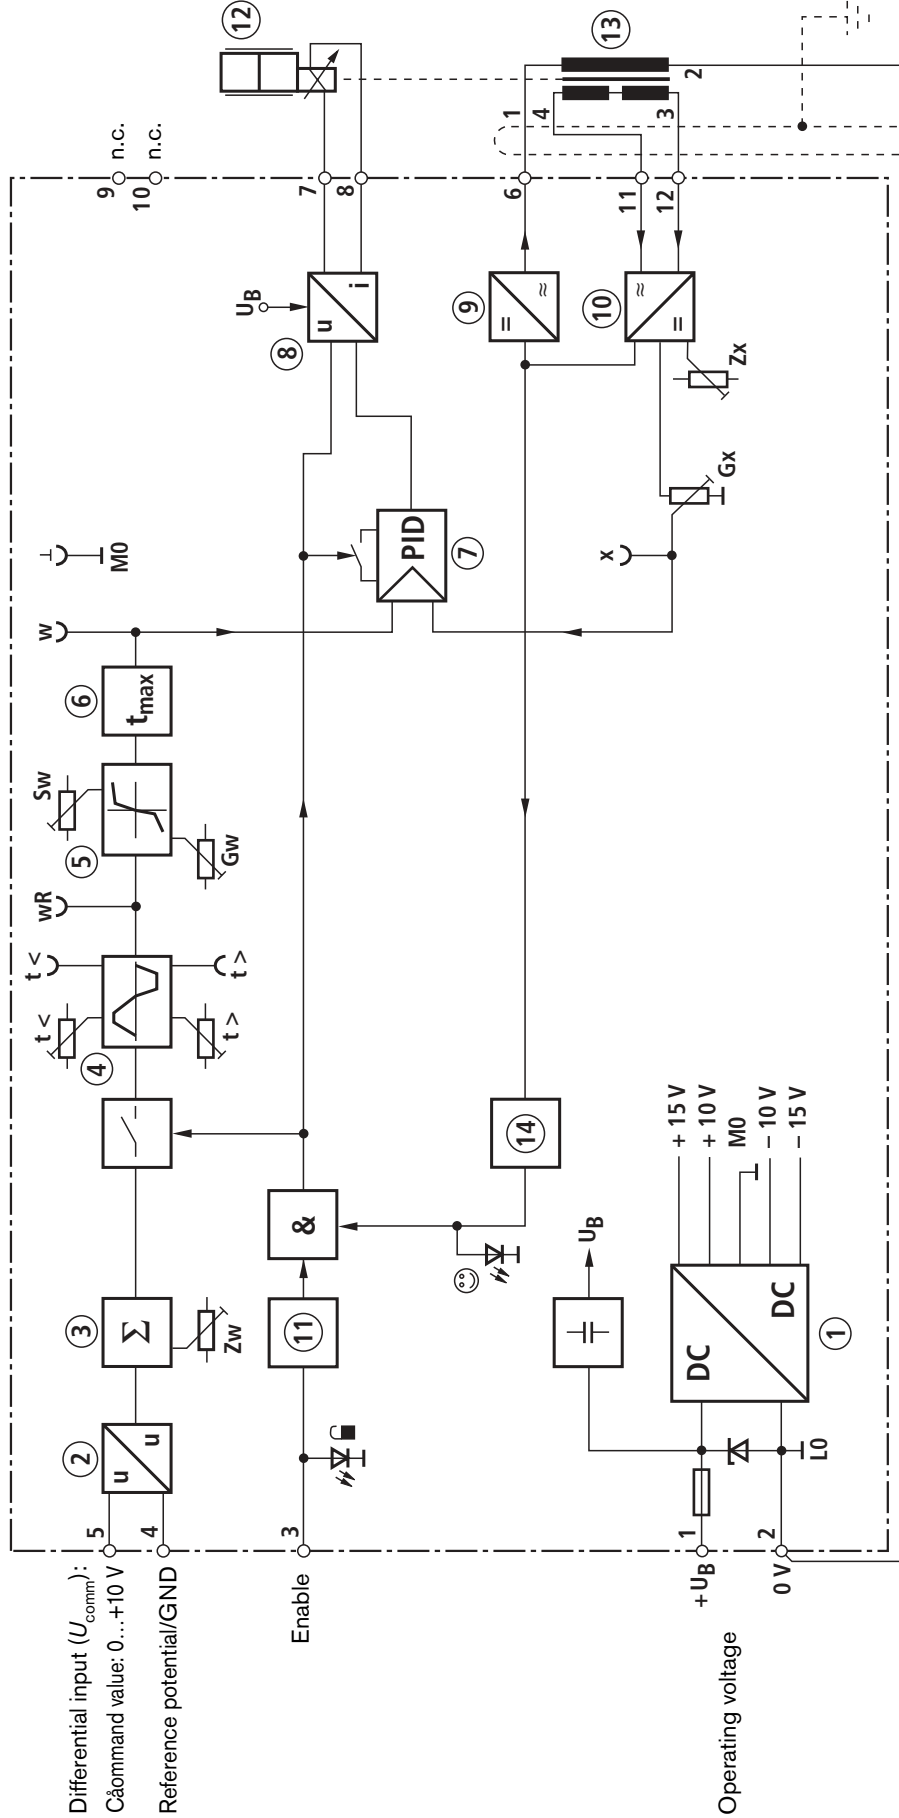 Differential input (Ucomm):
Cåommand value: 0...+10 V
Reference potential/GND
Enable
Operating voltage
+UB
0 V
5
4
3
1
2
2
u
u
3
Σ
Zw
4
t <
t <
t >
t >
wR
5
Sw
Gw
6
tmax
w
⊥
M0
9
n.c.
10
n.c.
11
&
14
7
PID
8
UB
u
i
7
8
12
9
=
≈
6
10
≈
=
11
12
Zx
Gx
x
13
1
4
3
2
UB
L0
DC
DC
1
+ 15 V
+ 10 V
M0
– 10 V
– 15 V